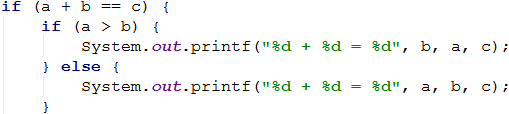 if (a + b == c) {
    if (a > b) {
        System.out.printf("%d + %d = %d", b, a, c);
    } else {
        System.out.printf("%d + %d = %d", a, b, c);
    }